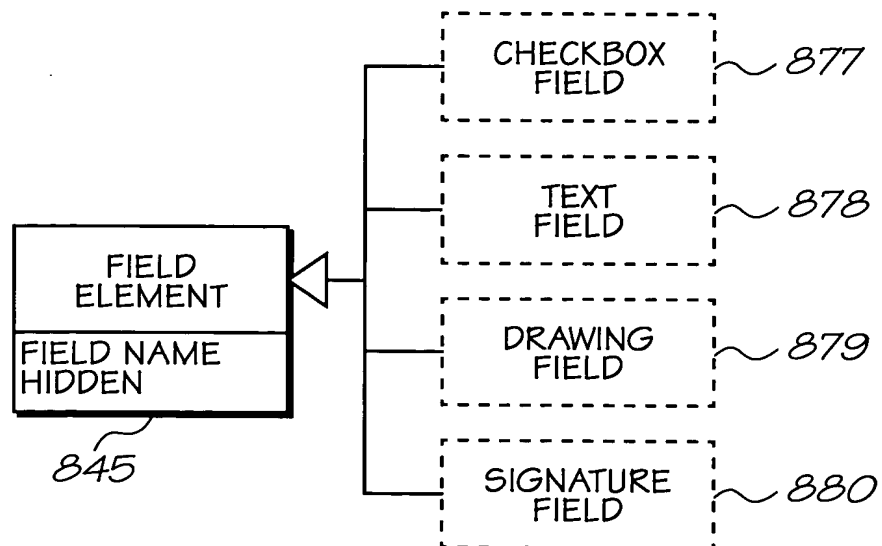 CHECKBOX
FIELD
877
TEXT
FIELD
878
FIELD
ELEMENT
FIELD NAME
HIDDEN
845
DRAWING
FIELD
879
SIGNATURE
FIELD
880